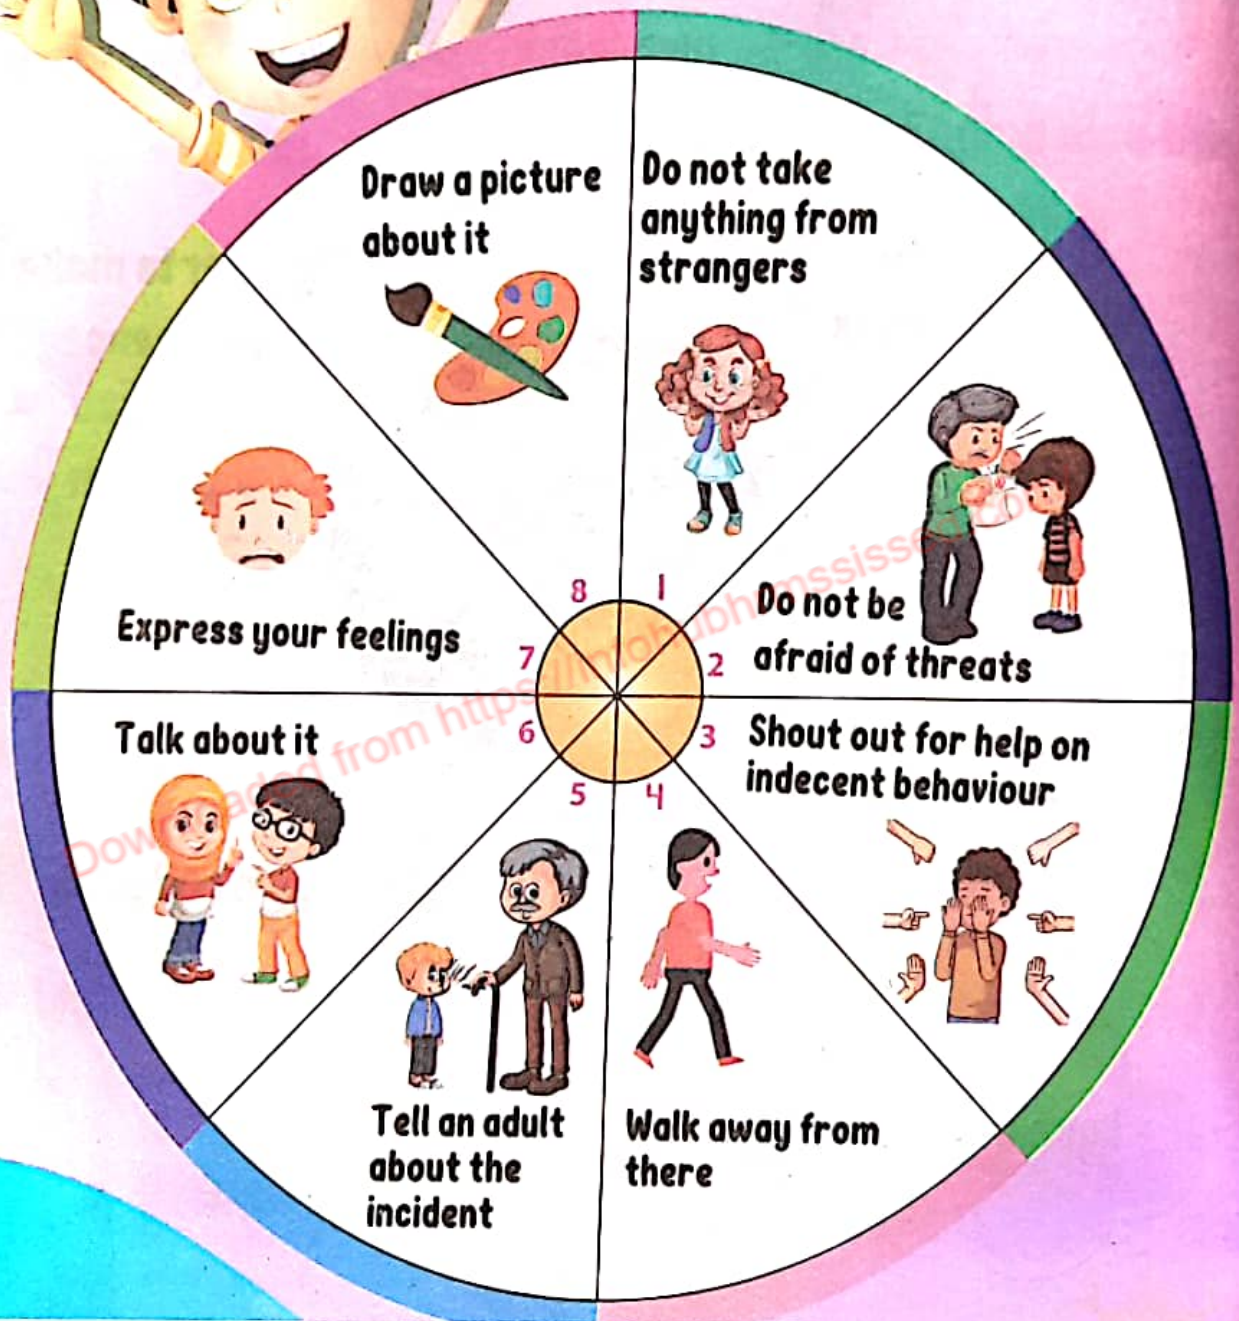 Do not take
anything from
strangers
1
Do not be
afraid of threats
2
3
Shout out for help on
indecent behaviour
4
Walk away from
there
5
Tell an adult
about the
incident
6
Talk about it
7
Express your feelings
8
Draw a picture
about it